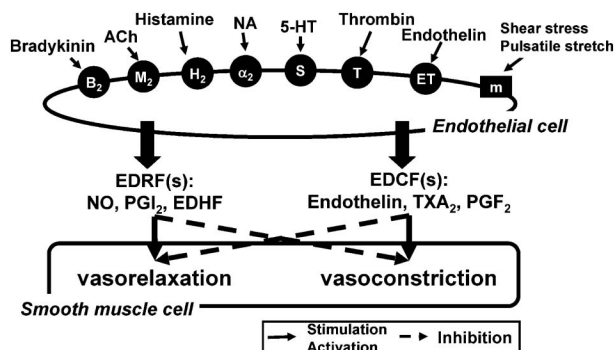 Bradykinin
ACh
Histamine
NA
5-HT
Thrombin
Endothelin
Shear stress
Pulsatile stretch
B2
M2
H2
α2
S
T
ET
m
Endothelial cell
EDRF(s):
NO, PGI2, EDHF
EDCF(s):
Endothelin, TXA2, PGF2
vasorelaxation
vasoconstriction
Smooth muscle cell
Stimulation
Activation
Inhibition